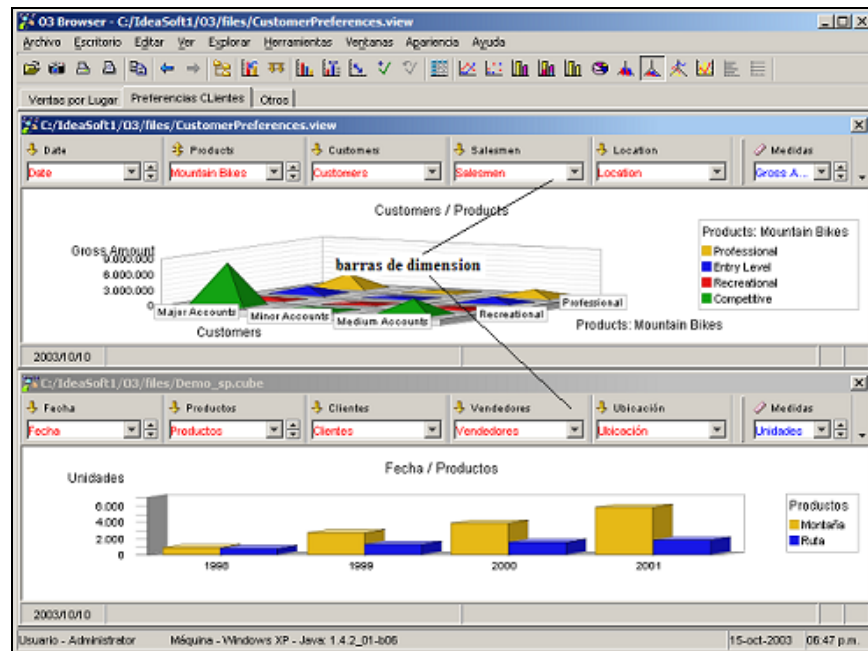 O3 Browser - C:/IdeaSoft1/O3/files/CustomerPreferences.view
Archivo Escritorio Editar Ver Explorar Herramientas Ventanas Apariencia Ayuda
Ventas por Lugar Preferencias CLientes Otros
C:/IdeaSoft1/O3/files/CustomerPreferences.view
Date Products Customers Salesmen Location Medidas
Date Mountain Bikes Customers Salesmen Location Gross A...
Customers / Products
Gross Amount
9.000.000
6.000.000
3.000.000
0
barras de dimension
Major Accounts Minor Accounts Medium Accounts Recreational Professional
Customers
Products: Mountain Bikes
Products: Mountain Bikes
Professional
Entry Level
Recreational
Competitive
2003/10/10
C:/IdeaSoft1/O3/files/Demo_sp.cube
Fecha Productos Clientes Vendedores Ubicación Medidas
Fecha Productos Clientes Vendedores Ubicación Unidades
Fecha / Productos
Unidades
6.000
4.000
2.000
0
1998 1999 2000 2001
Productos
Montaña
Ruta
2003/10/10
Usuario - Administrator Máquina - Windows XP - Java: 1.4.2_01-b06 15-oct-2003 06:47 p.m.